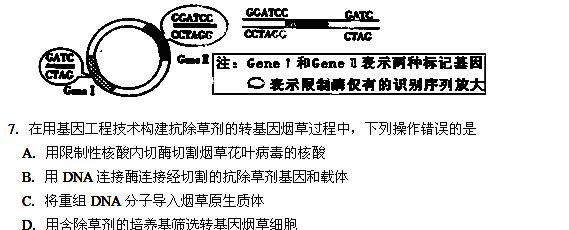 GGATCC
CCTAGG
Gene Ⅱ
GATC
CTAG
Gene Ⅰ
GGATCC GATC
CCTAGG CTAG
注：Gene Ⅰ 和Gene Ⅱ 表示两种标记基因
表示限制酶仅有的识别序列放大
7. 在用基因工程技术构建抗除草剂的转基因烟草过程中，下列操作错误的是
A. 用限制性核酸内切酶切割烟草花叶病毒的核酸
B. 用 DNA 连接酶连接经切割的抗除草剂基因和载体
C. 将重组 DNA 分子导入烟草原生质体
D. 用含除草剂的培养基筛选转基因烟草细胞